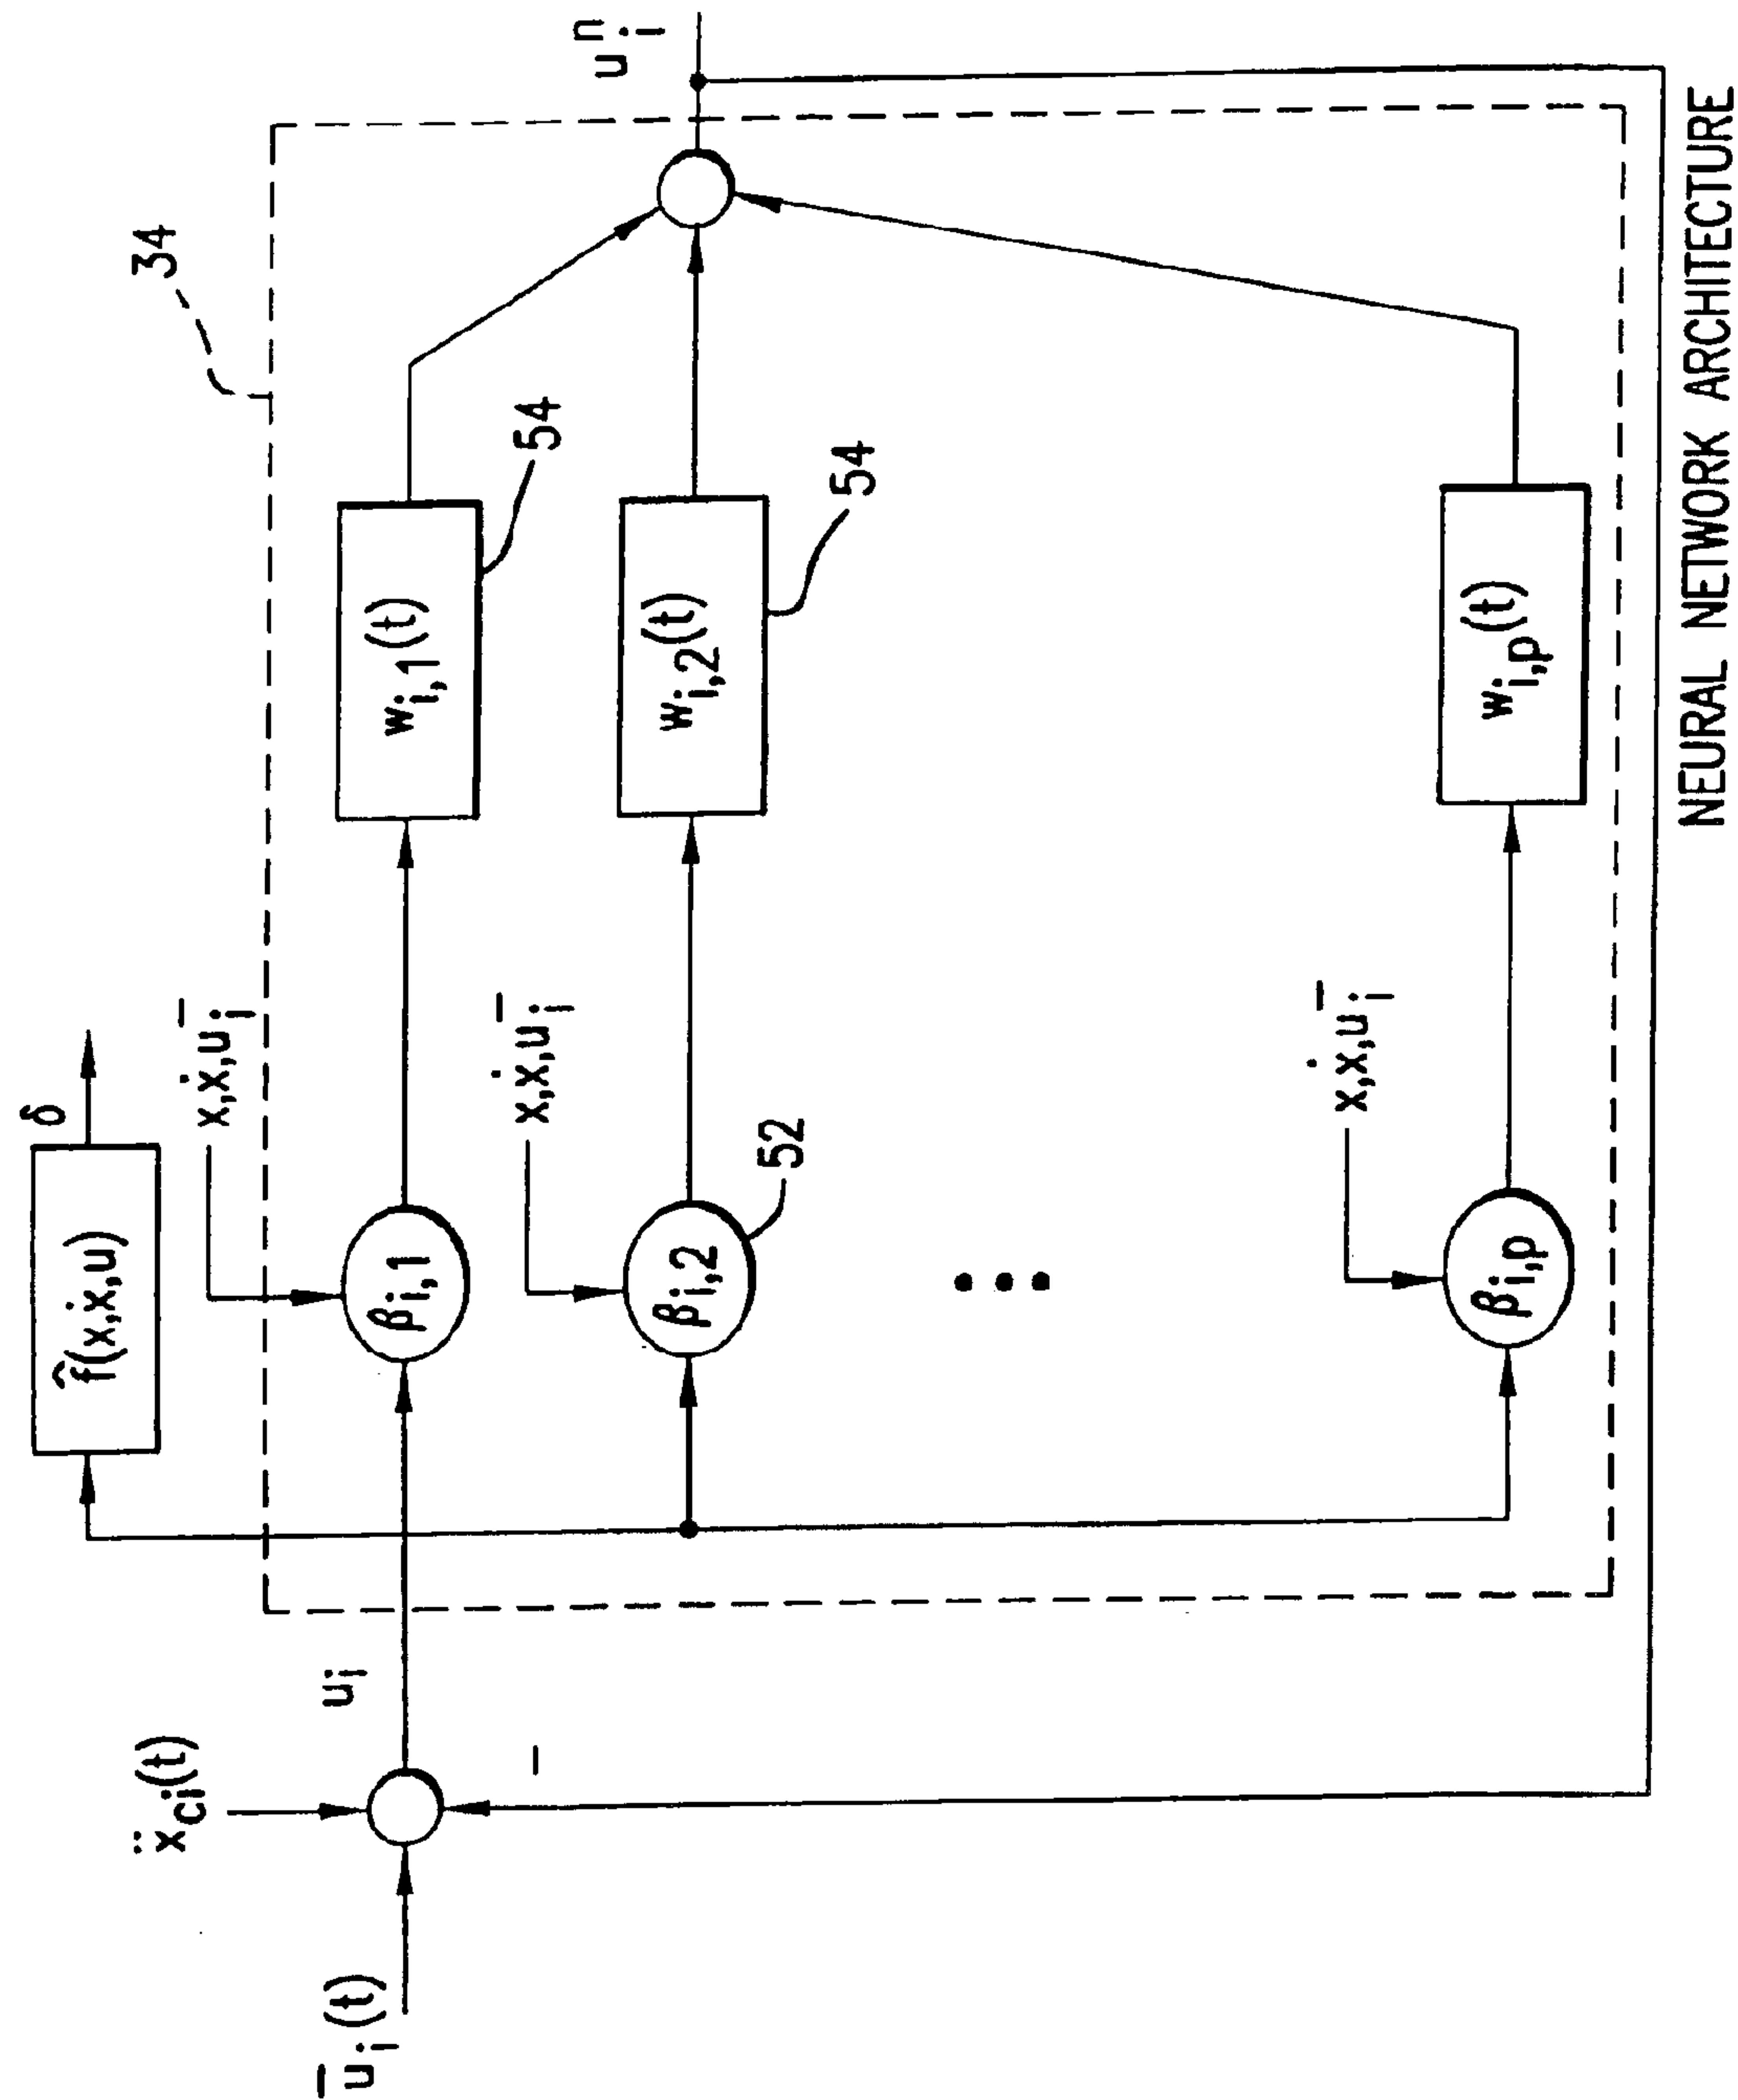 δ
f̂(x,ẋ,u)
34
x,ẋ,ū_i
x,ẋ,ū_i
x,ẋ,ū_i
ẍ_ci(t)
ū_i(t)
u_i
–
β_i,1
β_i,2
52
•••
β_i,p
w_i,1(t)
54
w_i,2(t)
54
w_i,p(t)
u_i^n
NEURAL NETWORK ARCHITECTURE